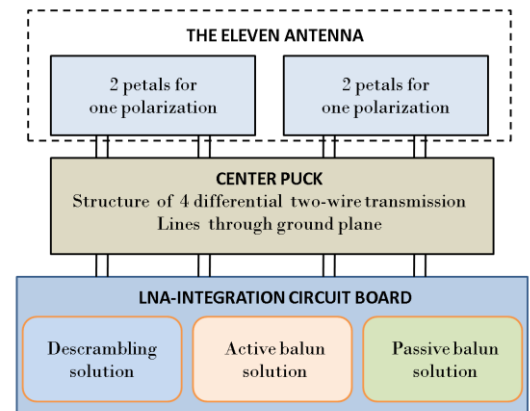 THE ELEVEN ANTENNA
2 petals for
one polarization
2 petals for
one polarization
CENTER PUCK
Structure of 4 differential two-wire transmission
Lines through ground plane
LNA-INTEGRATION CIRCUIT BOARD
Descrambling
solution
Active balun
solution
Passive balun
solution